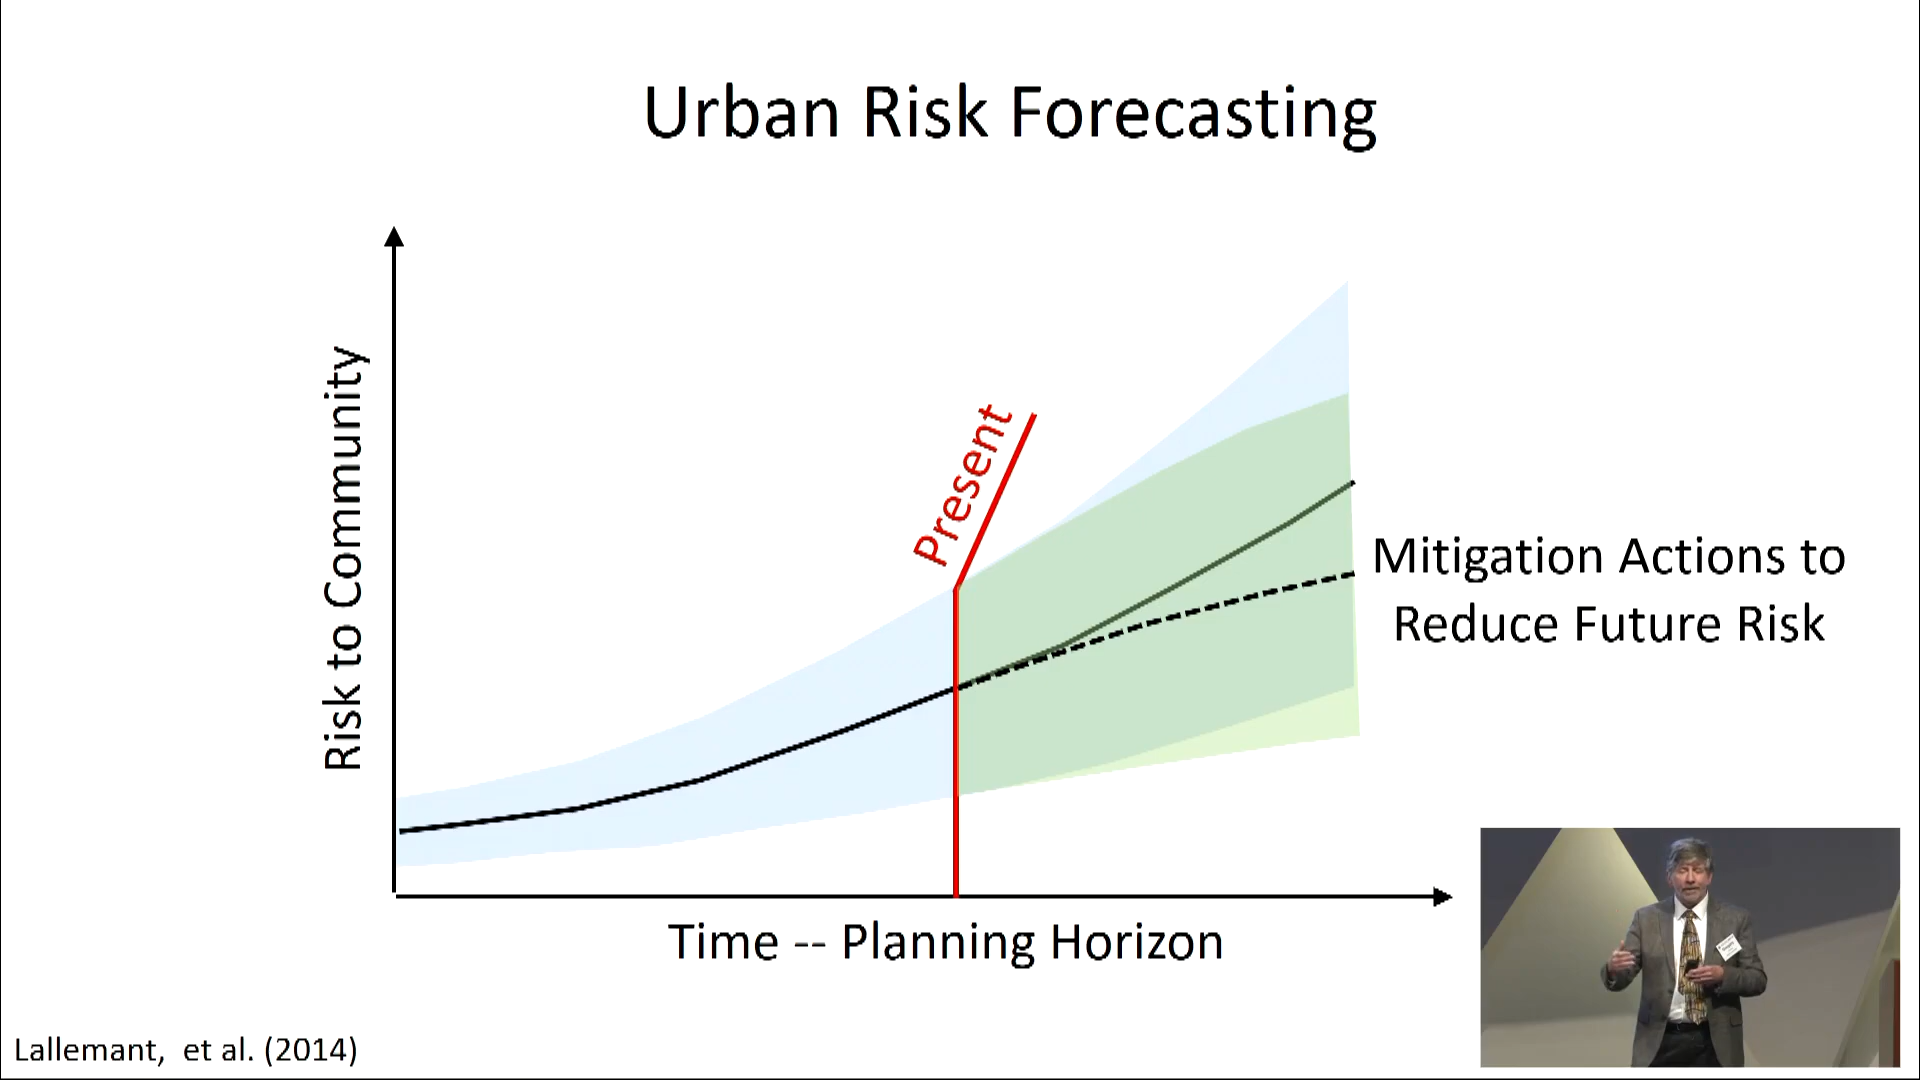 Urban Risk Forecasting
Risk to Community
Present
Mitigation Actions to
Reduce Future Risk
Time -- Planning Horizon
Lallemant, et al. (2014)